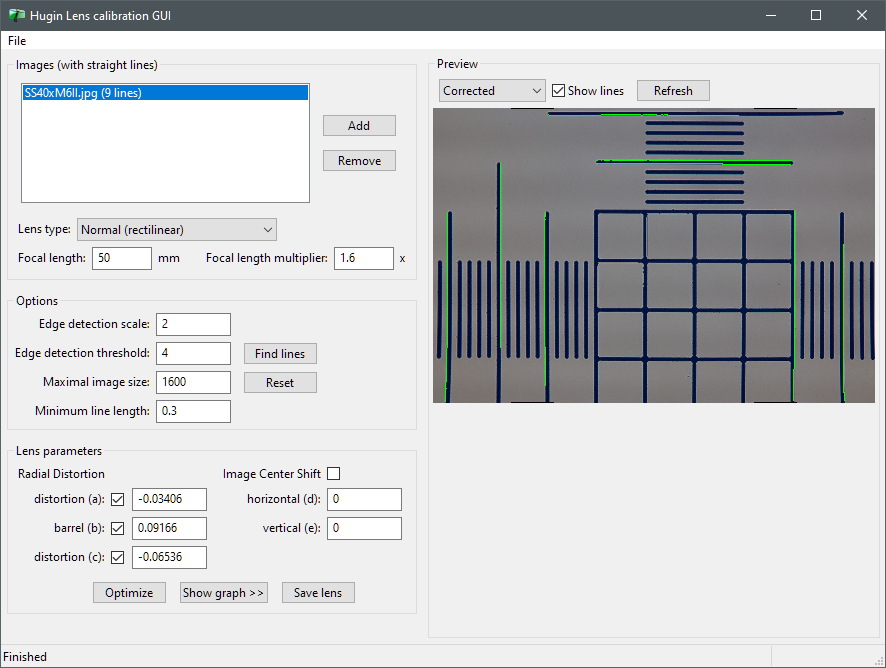 Hugin Lens calibration GUI
File
Images (with straight lines)
SS40xM6II.jpg (9 lines)
Add
Remove
Lens type: Normal (rectilinear)
Focal length: 50 mm Focal length multiplier: 1.6 x
Options
Edge detection scale: 2
Edge detection threshold: 4 Find lines
Maximal image size: 1600 Reset
Minimum line length: 0.3
Lens parameters
Radial Distortion Image Center Shift
distortion (a): -0.03406 horizontal (d): 0
barrel (b): 0.09166 vertical (e): 0
distortion (c): -0.06536
Optimize Show graph >> Save lens
Preview
Corrected Show lines Refresh
Finished